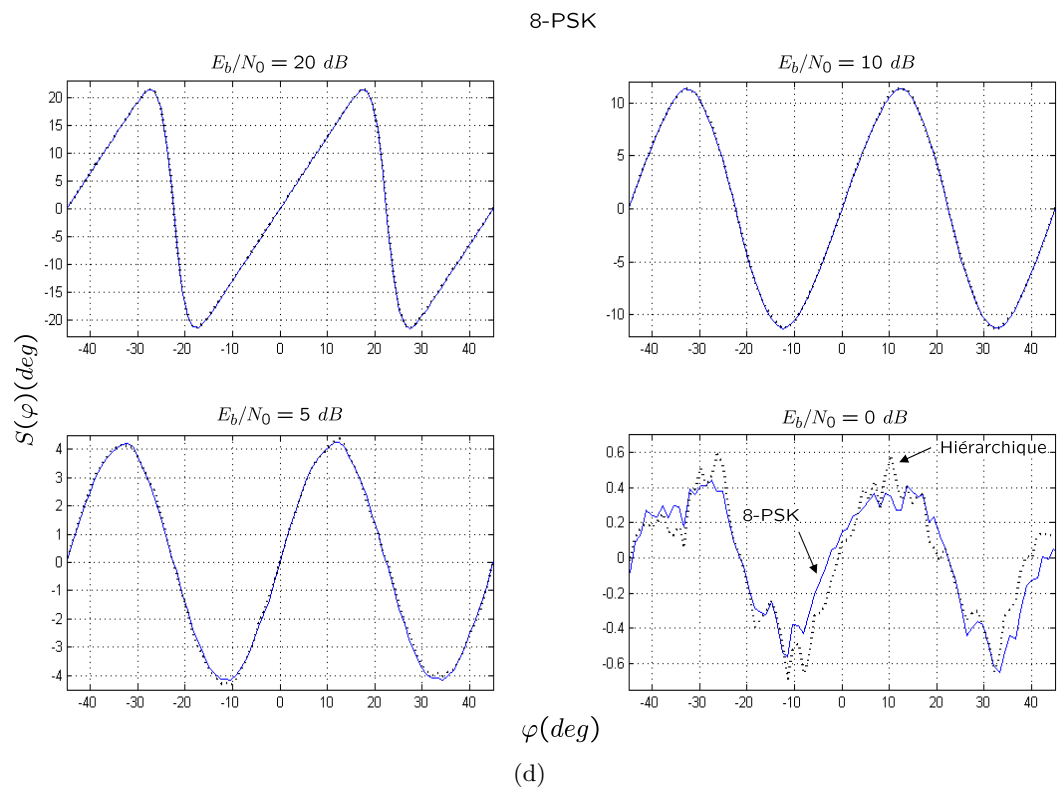 8-PSK
E_b/N_0 = 20 dB
20
15
10
5
0
-5
-10
-15
-20
-40 -30 -20 -10 0 10 20 30 40
E_b/N_0 = 10 dB
10
5
0
-5
-10
-40 -30 -20 -10 0 10 20 30 40
S(φ)(deg)
E_b/N_0 = 5 dB
4
3
2
1
0
-1
-2
-3
-4
-40 -30 -20 -10 0 10 20 30 40
E_b/N_0 = 0 dB
Hiérarchique
8-PSK
0.6
0.4
0.2
0
-0.2
-0.4
-0.6
-40 -30 -20 -10 0 10 20 30 40
φ(deg)
(d)